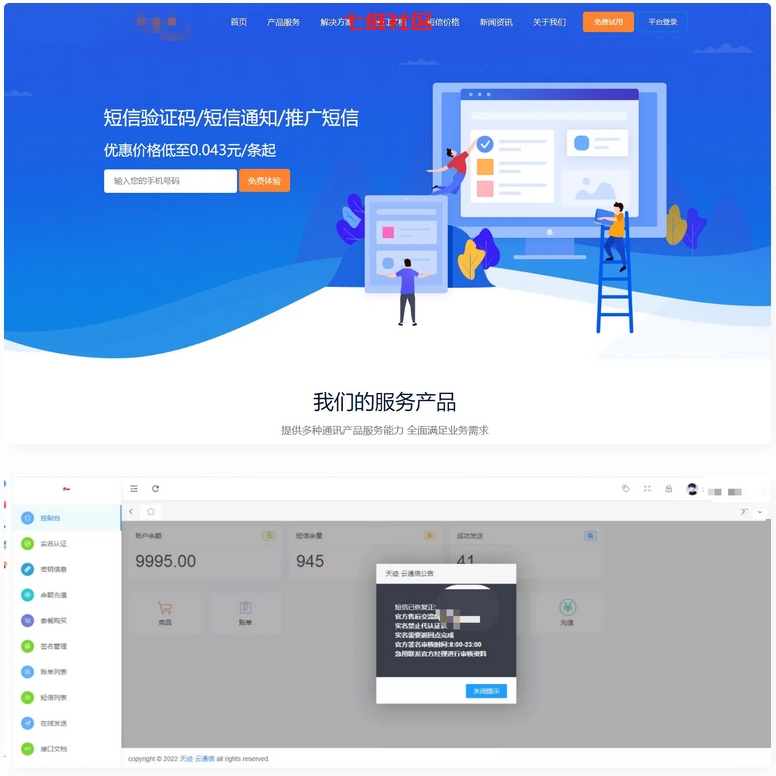 首页 产品服务 解决方案 短信价格 新闻资讯 关于我们 免费试用 平台登录
七爪社区
短信验证码/短信通知/推广短信
优惠价格低至0.043元/条起
输入您的手机号码 免费体验
我们的服务产品
提供多种通讯产品服务能力 全面满足业务需求
控制台
实名认证
密钥信息
余额充值
套餐购买
签名管理
账单列表
短信列表
在线发送
接口文档
账户余额 元
9995.00
短信余量 条
945
成功发送 条
41
商品
账单
充值
天迹·云通信公告
短信已恢复正
官方售后交流
实名禁止代认证
实名需要返回点完成
官方签名审核时间:8:00-23:00
急用联系官方经理进行审核资料
关闭提示
copyright © 2022 天迹·云通信 all rights reserved.